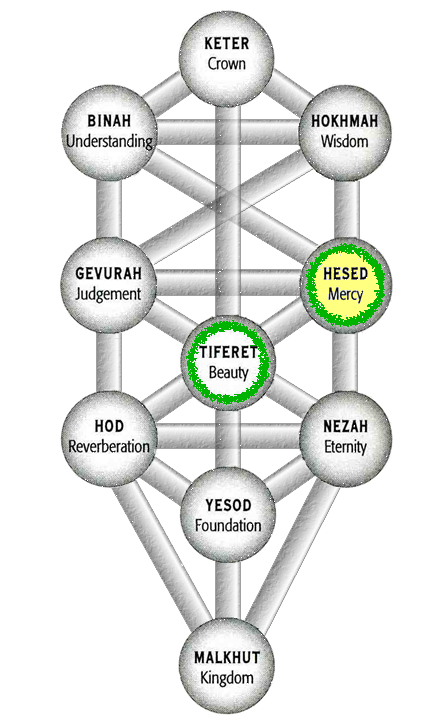 KETER
Crown
BINAH
Understanding
HOKHMAH
Wisdom
GEVURAH
Judgement
HESED
Mercy
TIFERET
Beauty
HOD
Reverberation
NEZAH
Eternity
YESOD
Foundation
MALKHUT
Kingdom